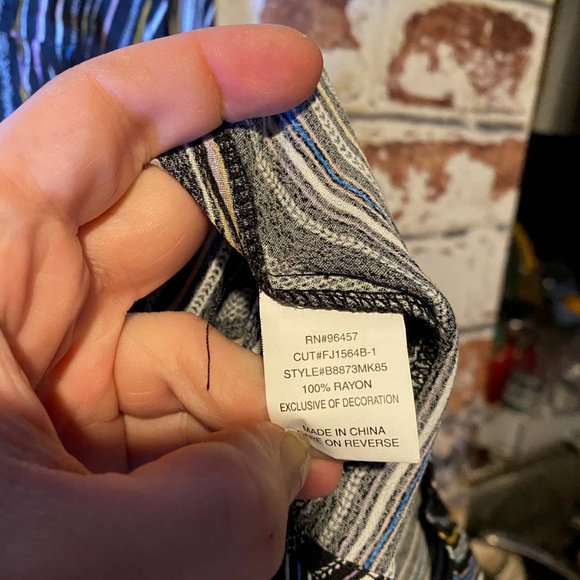 RN#96457
CUT#FJ1564B-1
STYLE#B8873MK85
100% RAYON
EXCLUSIVE OF DECORATION
MADE IN CHINA
ON REVERSE